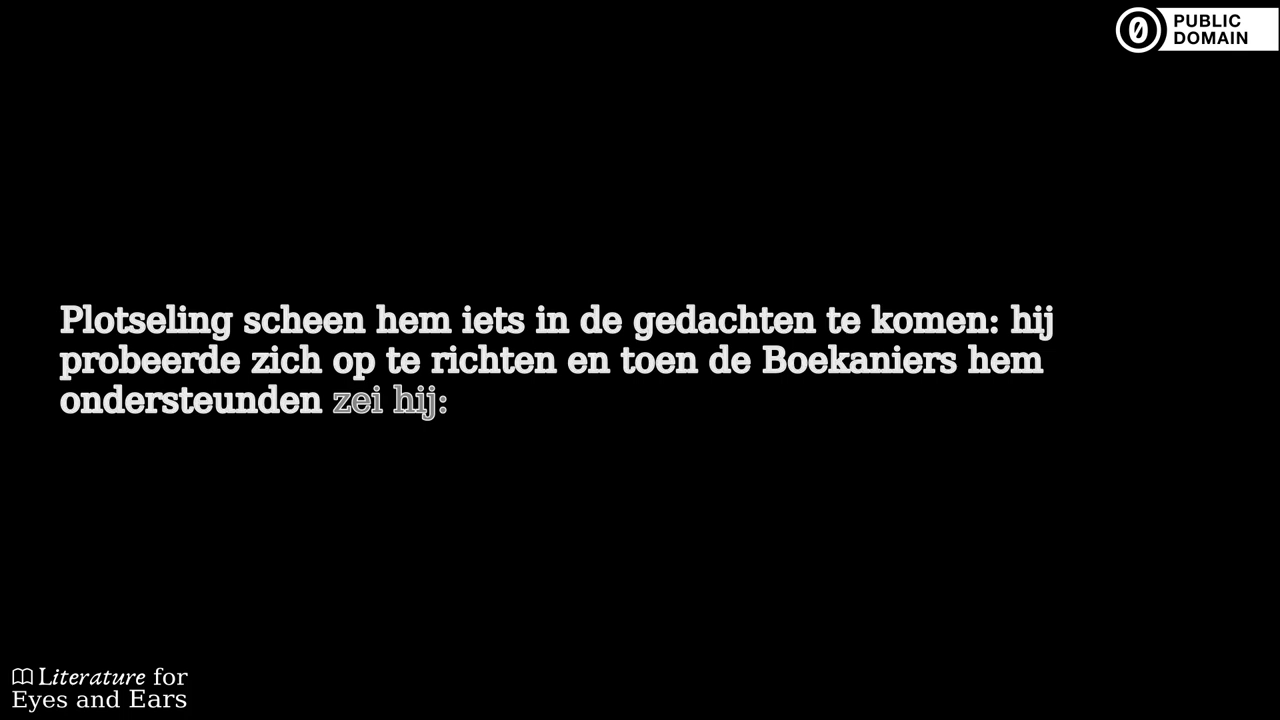 PUBLIC
DOMAIN
Plotseling scheen hem iets in de gedachten te komen: hij
probeerde zich op te richten en toen de Boekaniers hem
ondersteunden zei hij:
Literature for
Eyes and Ears